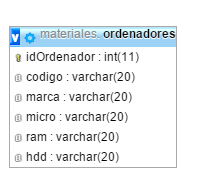 v materiales ordenadores
idOrdenador : int(11)
codigo : varchar(20)
marca : varchar(20)
micro : varchar(20)
ram : varchar(20)
hdd : varchar(20)